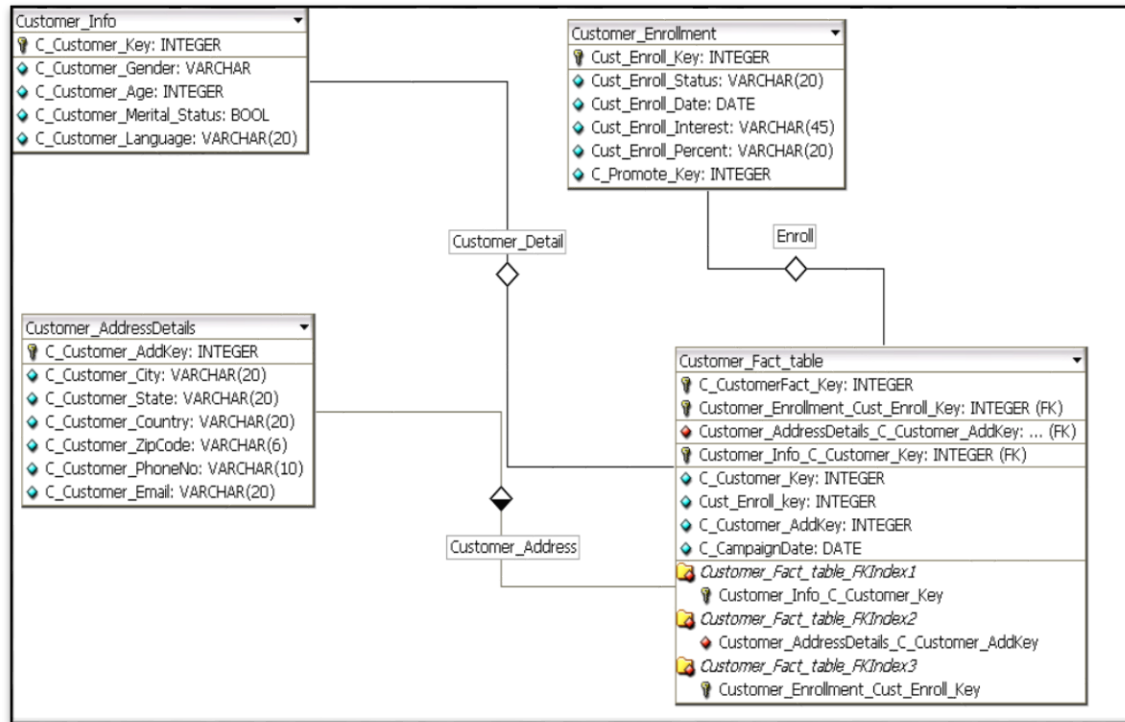 Customer_Info
C_Customer_Key: INTEGER
C_Customer_Gender: VARCHAR
C_Customer_Age: INTEGER
C_Customer_Merital_Status: BOOL
C_Customer_Language: VARCHAR(20)
Customer_Enrollment
Cust_Enroll_Key: INTEGER
Cust_Enroll_Status: VARCHAR(20)
Cust_Enroll_Date: DATE
Cust_Enroll_Interest: VARCHAR(45)
Cust_Enroll_Percent: VARCHAR(20)
C_Promote_Key: INTEGER
Customer_Detail
Enroll
Customer_AddressDetails
C_Customer_AddKey: INTEGER
C_Customer_City: VARCHAR(20)
C_Customer_State: VARCHAR(20)
C_Customer_Country: VARCHAR(20)
C_Customer_ZipCode: VARCHAR(6)
C_Customer_PhoneNo: VARCHAR(10)
C_Customer_Email: VARCHAR(20)
Customer_Address
Customer_Fact_table
C_CustomerFact_Key: INTEGER
Customer_Enrollment_Cust_Enroll_Key: INTEGER (FK)
Customer_AddressDetails_C_Customer_AddKey: ... (FK)
Customer_Info_C_Customer_Key: INTEGER (FK)
C_Customer_Key: INTEGER
Cust_Enroll_key: INTEGER
C_Customer_AddKey: INTEGER
C_CampaignDate: DATE
Customer_Fact_table_FKIndex1
Customer_Info_C_Customer_Key
Customer_Fact_table_FKIndex2
Customer_AddressDetails_C_Customer_AddKey
Customer_Fact_table_FKIndex3
Customer_Enrollment_Cust_Enroll_Key